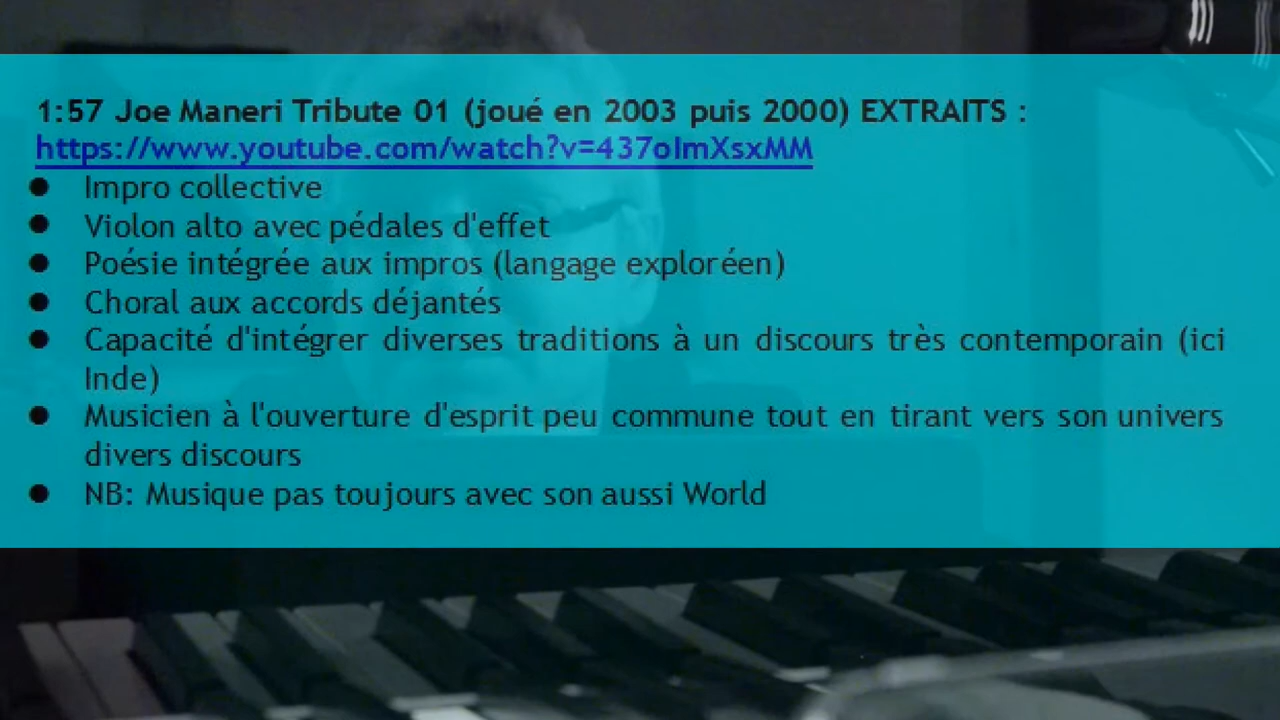 1:57 Joe Maneri Tribute 01 (joué en 2003 puis 2000) EXTRAITS :
https://www.youtube.com/watch?v=437oImXsxMM
● Impro collective
● Violon alto avec pédales d'effet
● Poésie intégrée aux impros (langage exploréen)
● Choral aux accords déjantés
● Capacité d'intégrer diverses traditions à un discours très contemporain (ici
Inde)
● Musicien à l'ouverture d'esprit peu commune tout en tirant vers son univers
divers discours
● NB: Musique pas toujours avec son aussi World